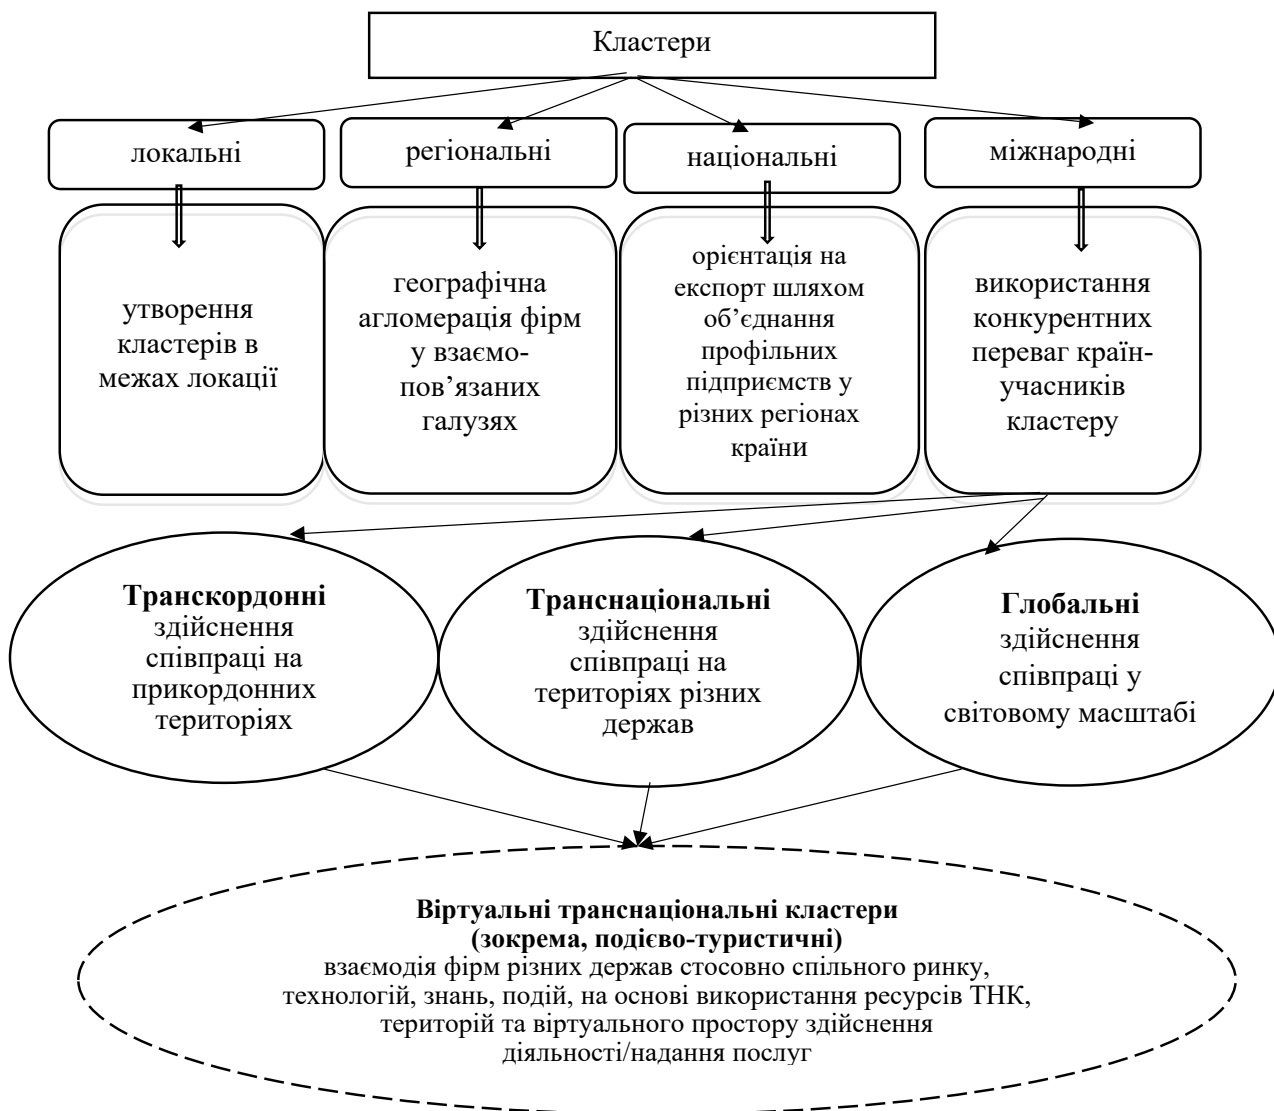 Кластери
локальні
регіональні
національні
міжнародні
утворення
кластерів в
межах локації
географічна
агломерація фірм
у взаємо-
пов’язаних
галузях
орієнтація на
експорт шляхом
об’єднання
профільних
підприємств у
різних регіонах
країни
використання
конкурентних
переваг країн-
учасників
кластеру
Транскордонні
здійснення
співпраці на
прикордонних
територіях
Транснаціональні
здійснення
співпраці на
територіях різних
держав
Глобальні
здійснення
співпраці у
світовому масштабі
Віртуальні транснаціональні кластери
(зокрема, подієво-туристичні)
взаємодія фірм різних держав стосовно спільного ринку,
технологій, знань, подій, на основі використання ресурсів ТНК,
територій та віртуального простору здійснення
діяльності/надання послуг